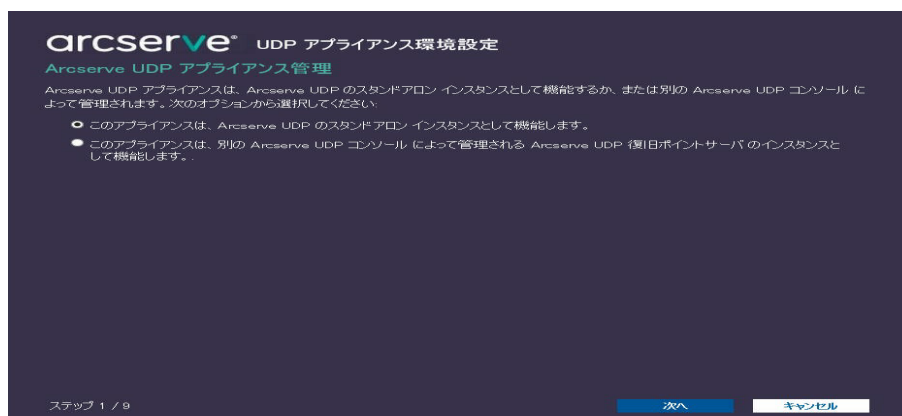 arcserve® UDP アプライアンス環境設定
Arcserve UDP アプライアンス管理
Arcserve UDP アプライアンスは、Arcserve UDP のスタンドアロン インスタンスとして機能するか、または別の Arcserve UDP コンソール に
よって管理されます。次のオプションから選択してください:
このアプライアンスは、Arcserve UDP のスタンドアロン インスタンスとして機能します。
このアプライアンスは、別の Arcserve UDP コンソール によって管理される Arcserve UDP 復旧ポイントサーバ のインスタンスと
して機能します。.
ステップ 1 / 9
次へ
キャンセル